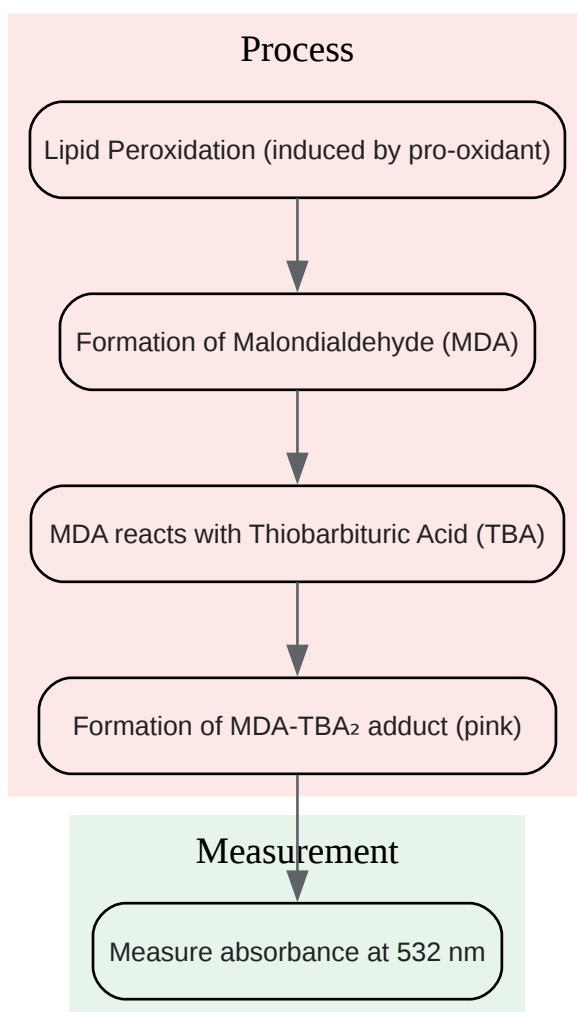 Process
Lipid Peroxidation (induced by pro-oxidant)
Formation of Malondialdehyde (MDA)
MDA reacts with Thiobarbituric Acid (TBA)
Formation of MDA-TBA₂ adduct (pink)
Measurement
Measure absorbance at 532 nm